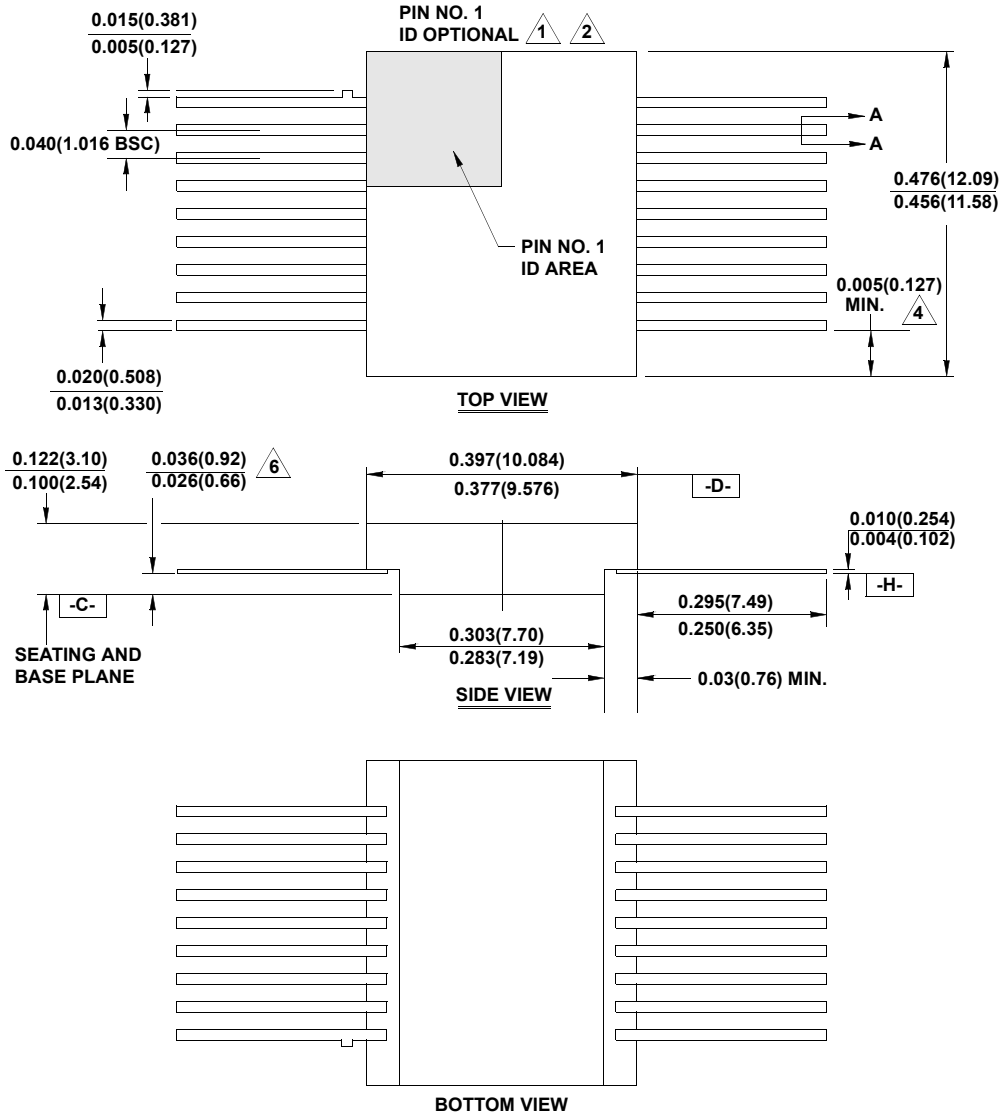 PIN NO. 1
ID OPTIONAL 1 2
0.015(0.381)
0.005(0.127)
0.040(1.016 BSC)
A
A
0.476(12.09)
0.456(11.58)
PIN NO. 1
ID AREA
0.005(0.127)
MIN. 4
0.020(0.508)
0.013(0.330)
TOP VIEW
0.122(3.10)
0.100(2.54)
0.036(0.92)
0.026(0.66) 6
0.397(10.084)
0.377(9.576)
-D-
0.010(0.254)
0.004(0.102)
-H-
-C-
0.295(7.49)
0.250(6.35)
0.303(7.70)
0.283(7.19)
SEATING AND
BASE PLANE
0.03(0.76) MIN.
SIDE VIEW
BOTTOM VIEW